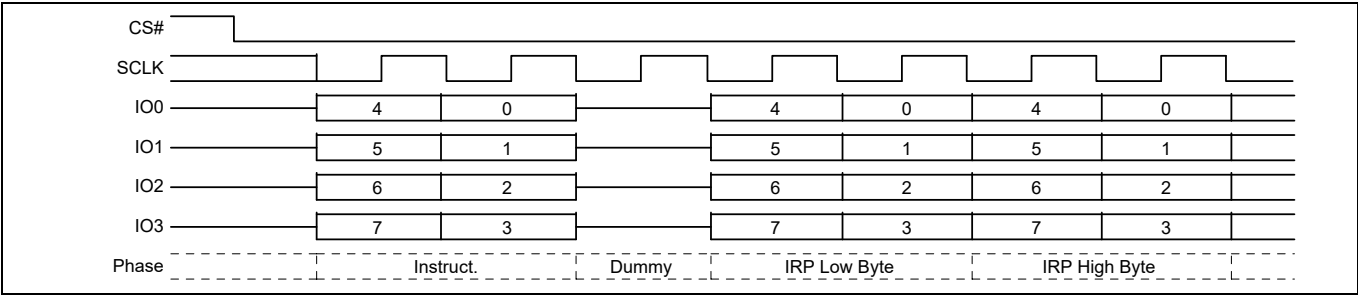 CS#
SCLK
IO0 4 0 4 0 4 0
IO1 5 1 5 1 5 1
IO2 6 2 6 2 6 2
IO3 7 3 7 3 7 3
Phase Instruct. Dummy IRP Low Byte IRP High Byte